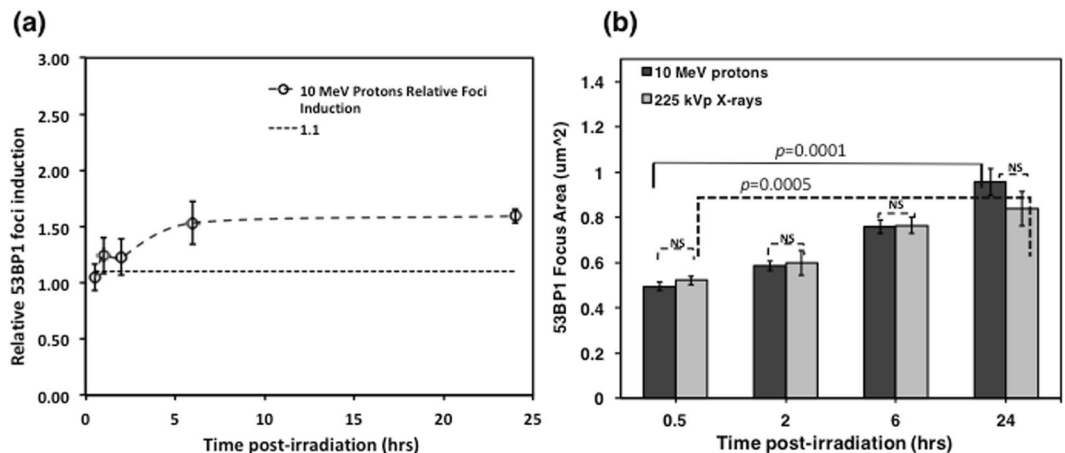 (a)
Relative 53BP1 foci induction
3.00
2.50
2.00
1.50
1.00
0.50
0.00
10 MeV Protons Relative Foci
Induction
1.1
0
5
10
15
20
25
Time post-irradiation (hrs)
(b)
53BP1 Focus Area (um^2)
1.4
1.2
1
0.8
0.6
0.4
0.2
0
10 MeV protons
225 kVp X-rays
p=0.0001
p=0.0005
NS
NS
NS
NS
0.5
2
6
24
Time post-irradiation (hrs)